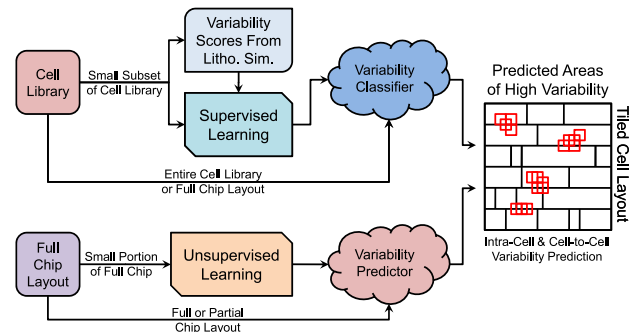 Variability
Scores From
Litho. Sim.
Cell
Library
Small Subset
of Cell Library
Supervised
Learning
Variability
Classifier
Entire Cell Library
or Full Chip Layout
Predicted Areas
of High Variability
Tiled Cell Layout
Intra-Cell & Cell-to-Cell
Variability Prediction
Full
Chip
Layout
Small Portion
of Full Chip
Unsupervised
Learning
Variability
Predictor
Full or Partial
Chip Layout